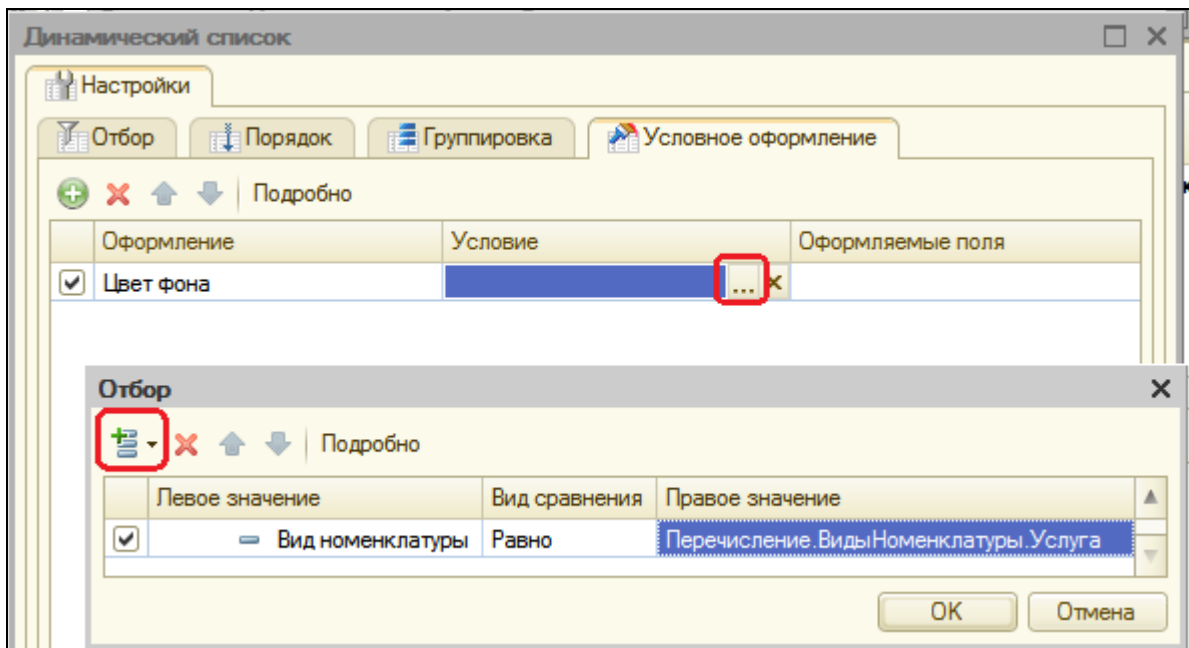 Динамический список
Настройки
Отбор Порядок Группировка Условное оформление
Подробно
Оформление Условие Оформляемые поля
Цвет фона ...
Отбор
Подробно
Левое значение Вид сравнения Правое значение
Вид номенклатуры Равно Перечисление.ВидыНоменклатуры.Услуга
OK Отмена